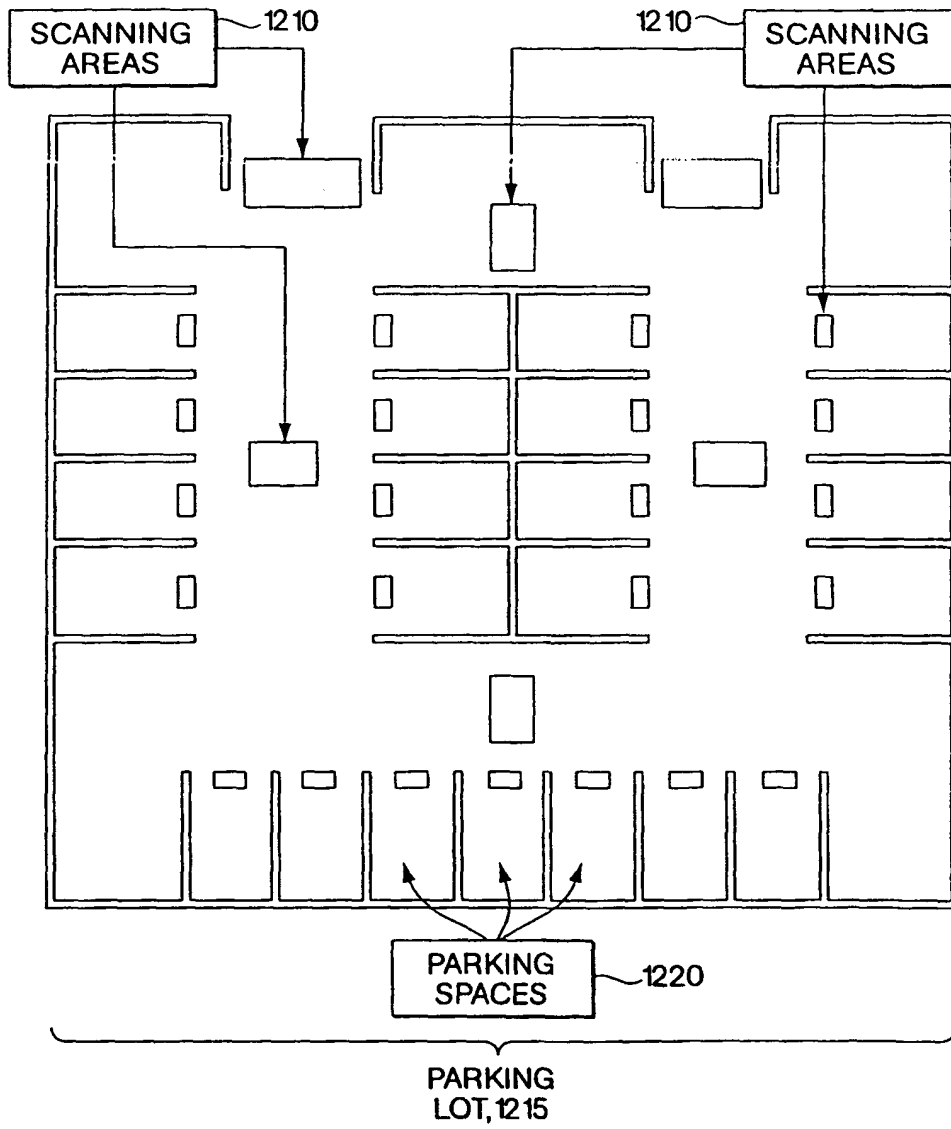 SCANNING
AREAS
1210
1210
SCANNING
AREAS
PARKING
SPACES
1220
PARKING
LOT, 1215